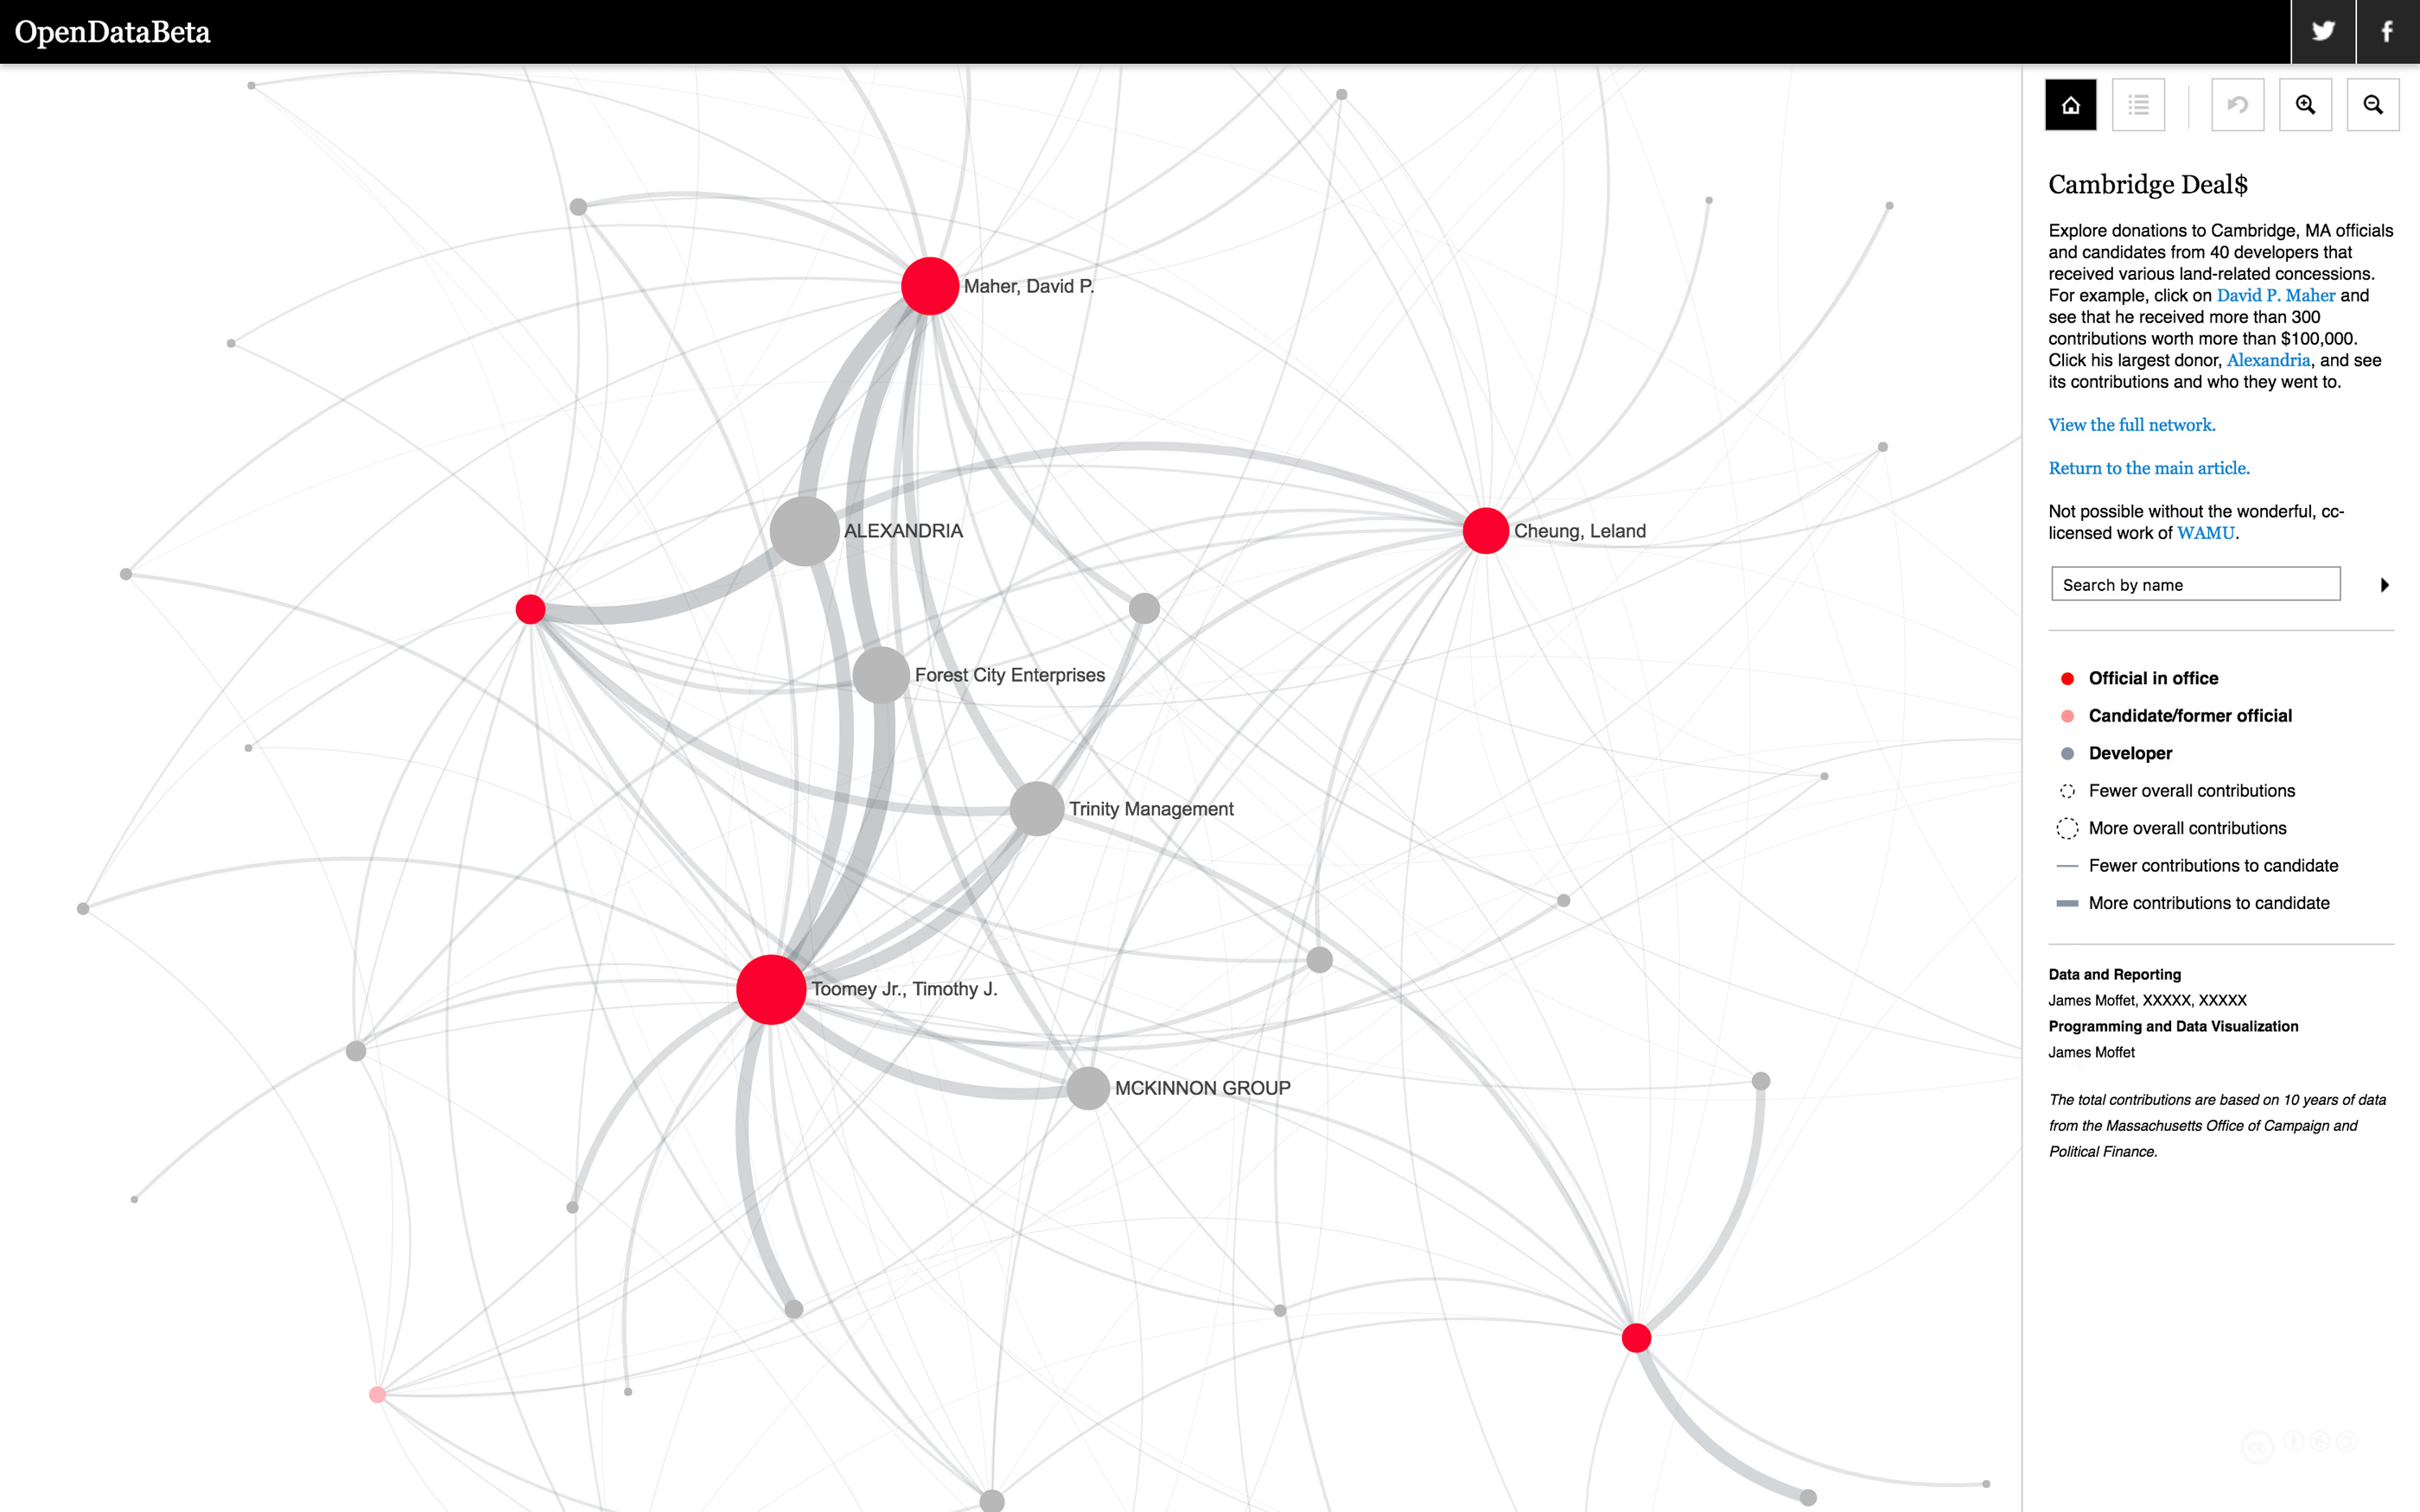 OpenDataBeta
Maher, David P.
ALEXANDRIA
Cheung, Leland
Forest City Enterprises
Trinity Management
Toomey Jr., Timothy J.
MCKINNON GROUP
Cambridge Deal$
Explore donations to Cambridge, MA officials
and candidates from 40 developers that
received various land-related concessions.
For example, click on David P. Maher and
see that he received more than 300
contributions worth more than $100,000.
Click his largest donor, Alexandria, and see
its contributions and who they went to.
View the full network.
Return to the main article.
Not possible without the wonderful, cc-
licensed work of WAMU.
Search by name
Official in office
Candidate/former official
Developer
Fewer overall contributions
More overall contributions
Fewer contributions to candidate
More contributions to candidate
Data and Reporting
James Moffet, XXXXX, XXXXX
Programming and Data Visualization
James Moffet
The total contributions are based on 10 years of data
from the Massachusetts Office of Campaign and
Political Finance.